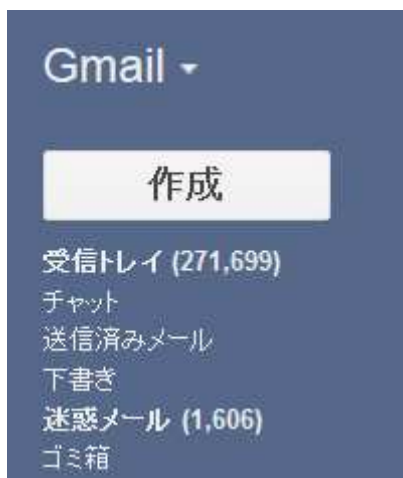 Gmail
作成
受信トレイ (271,699)
チャット
送信済みメール
下書き
迷惑メール (1,606)
ゴミ箱